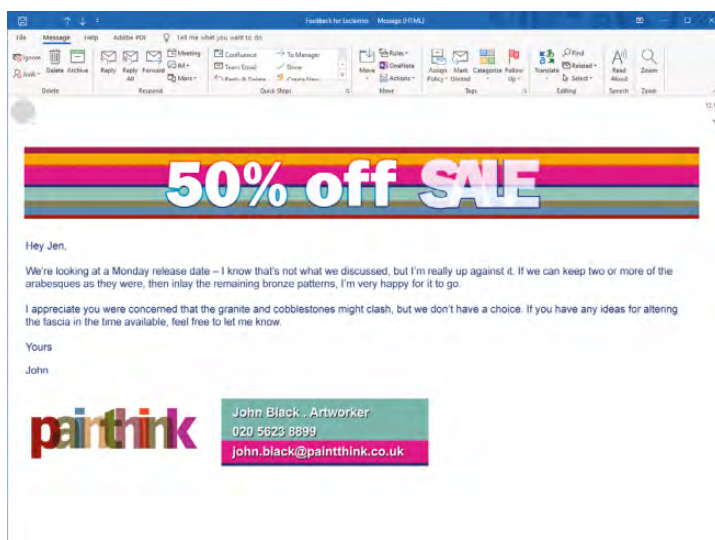 Feedback for Exclaimer - Message (HTML)
File Message Help Adobe PDF Tell me what you want to do
Ignore
Junk
Delete Archive
Reply Reply All Forward
Meeting
IM
More
Confluence
Team Email
Reply & Delete
To Manager
Done
Create New
Move
Rules
OneNote
Actions
Assign Policy Mark Unread Categorize Follow Up
Translate
Find
Related
Select
Read Aloud
Zoom
Delete Respond Quick Steps Move Tags Editing Speech Zoom
50% off SALE
Hey Jen,
We're looking at a Monday release date – I know that's not what we discussed, but I'm really up against it. If we can keep two or more of the
arabesques as they were, then inlay the remaining bronze patterns, I'm very happy for it to go.
I appreciate you were concerned that the granite and cobblestones might clash, but we don't have a choice. If you have any ideas for altering
the fascia in the time available, feel free to let me know.
Yours
John
painthink
John Black . Artworker
020 5623 8899
john.black@paintthink.co.uk